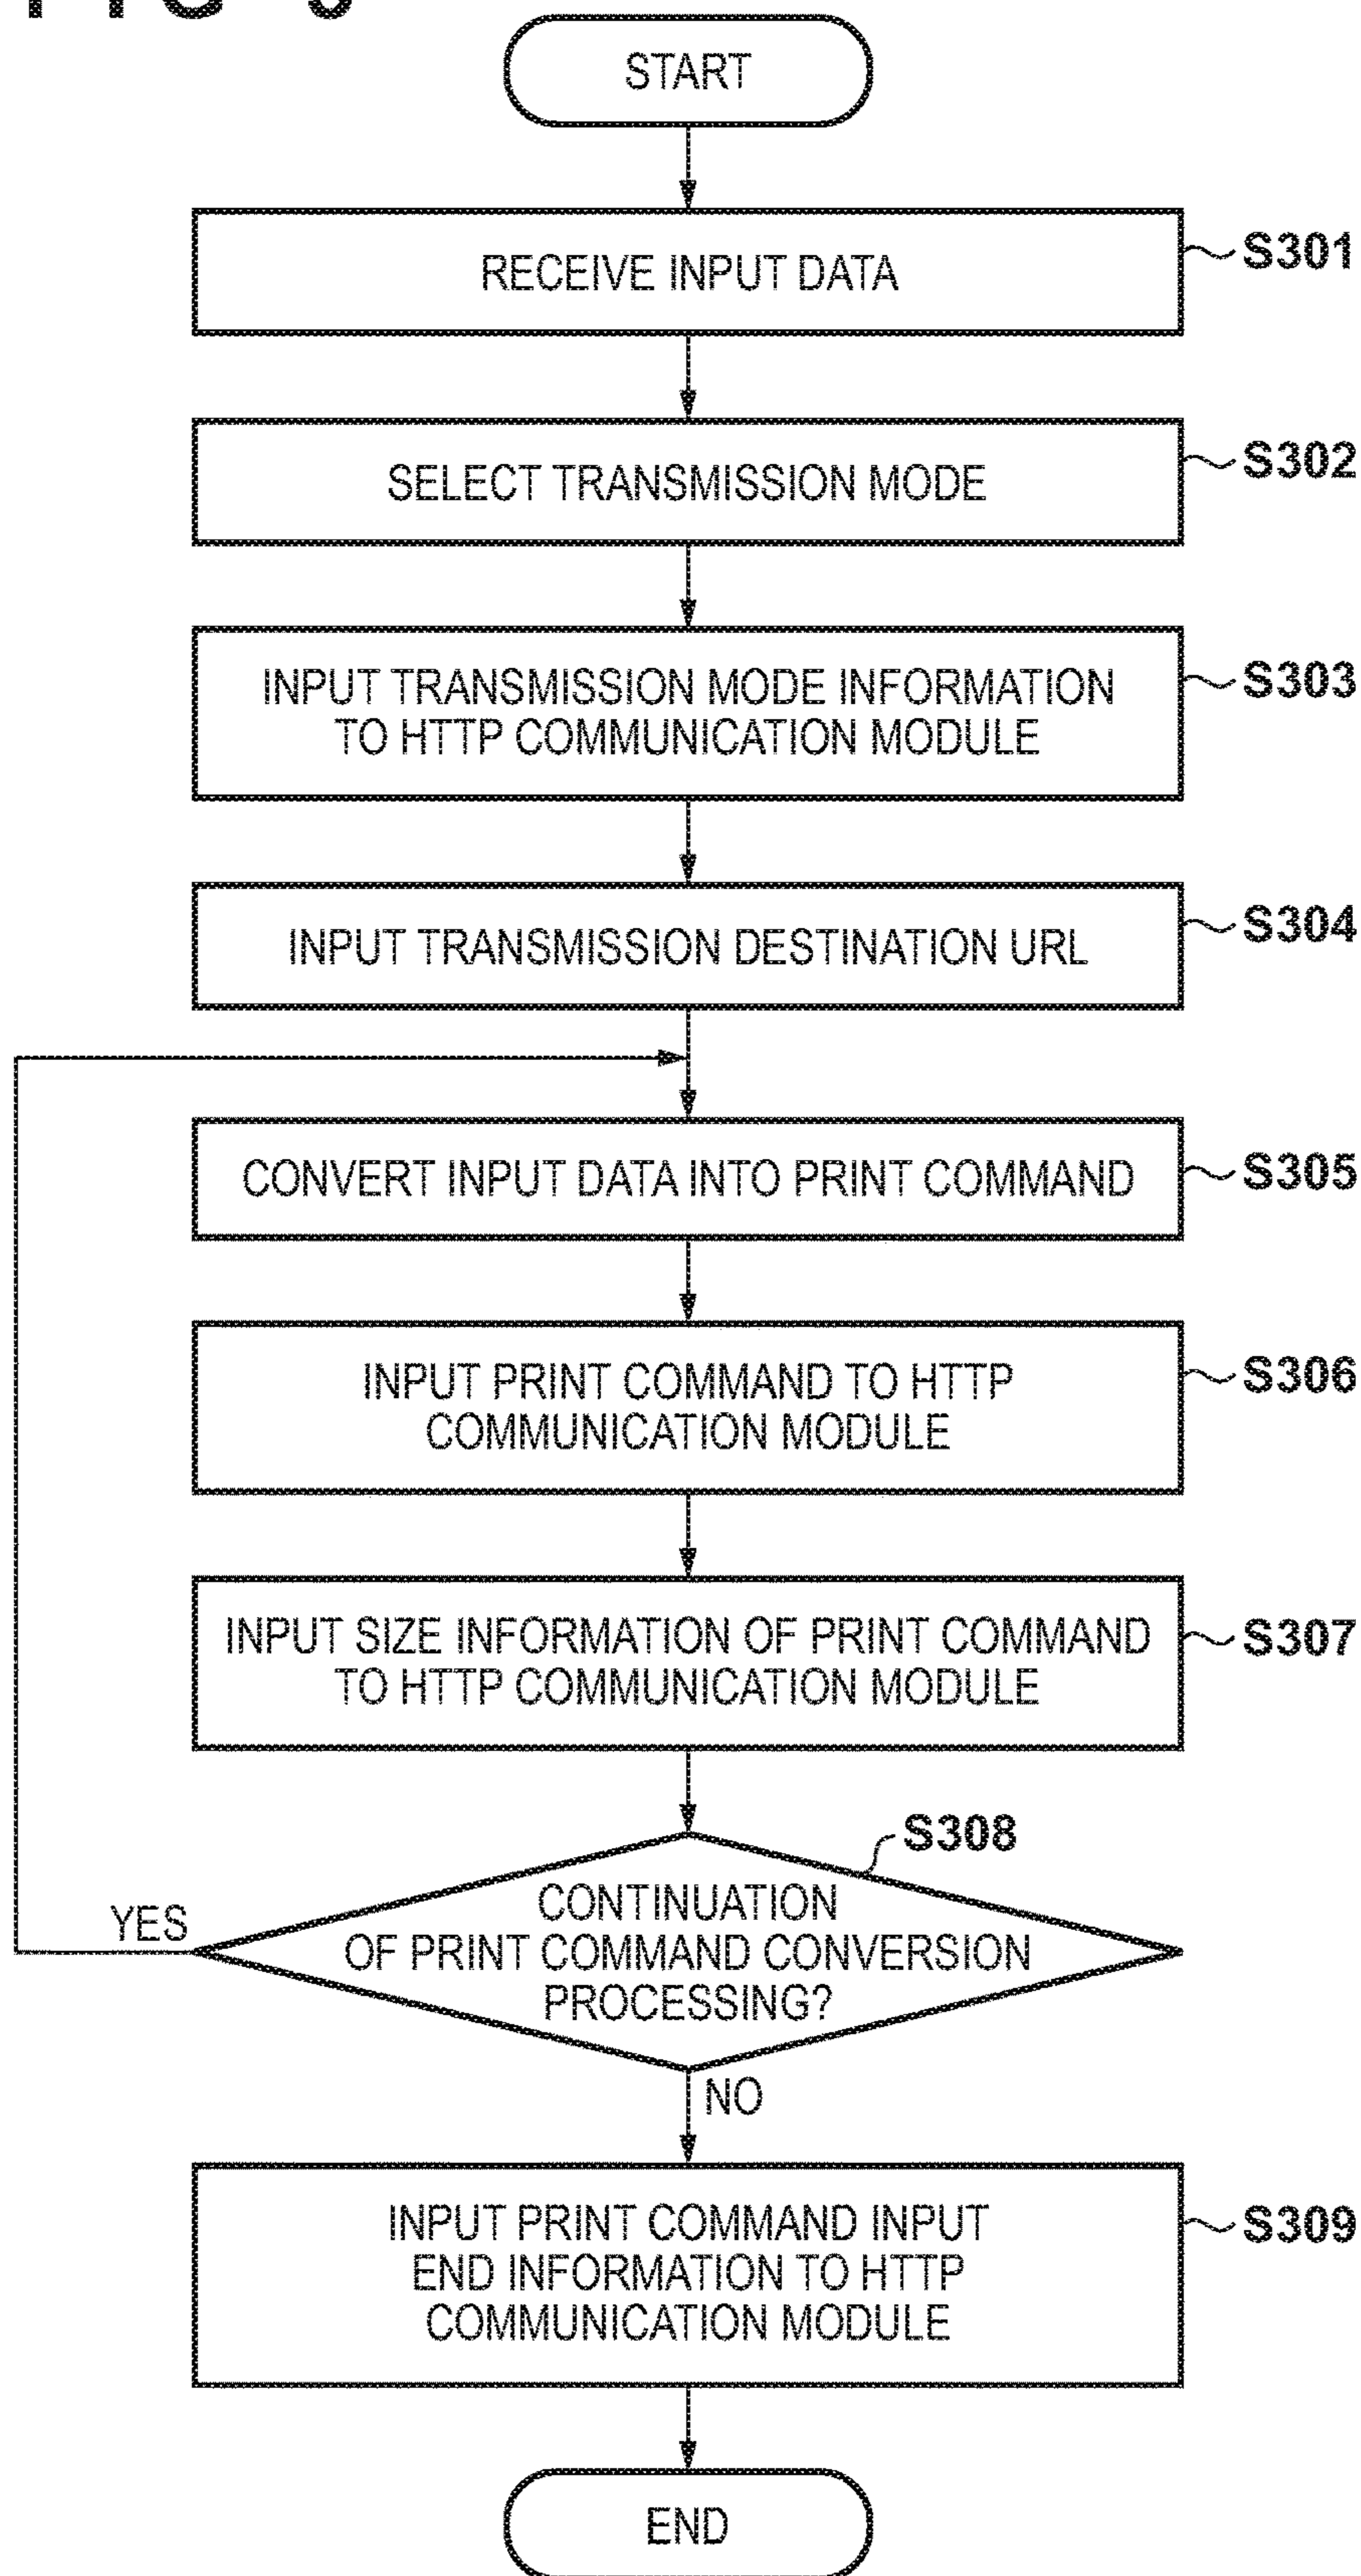 START
RECEIVE INPUT DATA
S301
SELECT TRANSMISSION MODE
S302
INPUT TRANSMISSION MODE INFORMATION
TO HTTP COMMUNICATION MODULE
S303
INPUT TRANSMISSION DESTINATION URL
S304
CONVERT INPUT DATA INTO PRINT COMMAND
S305
INPUT PRINT COMMAND TO HTTP
COMMUNICATION MODULE
S306
INPUT SIZE INFORMATION OF PRINT COMMAND
TO HTTP COMMUNICATION MODULE
S307
S308
CONTINUATION
OF PRINT COMMAND CONVERSION
PROCESSING?
YES
NO
INPUT PRINT COMMAND INPUT
END INFORMATION TO HTTP
COMMUNICATION MODULE
S309
END